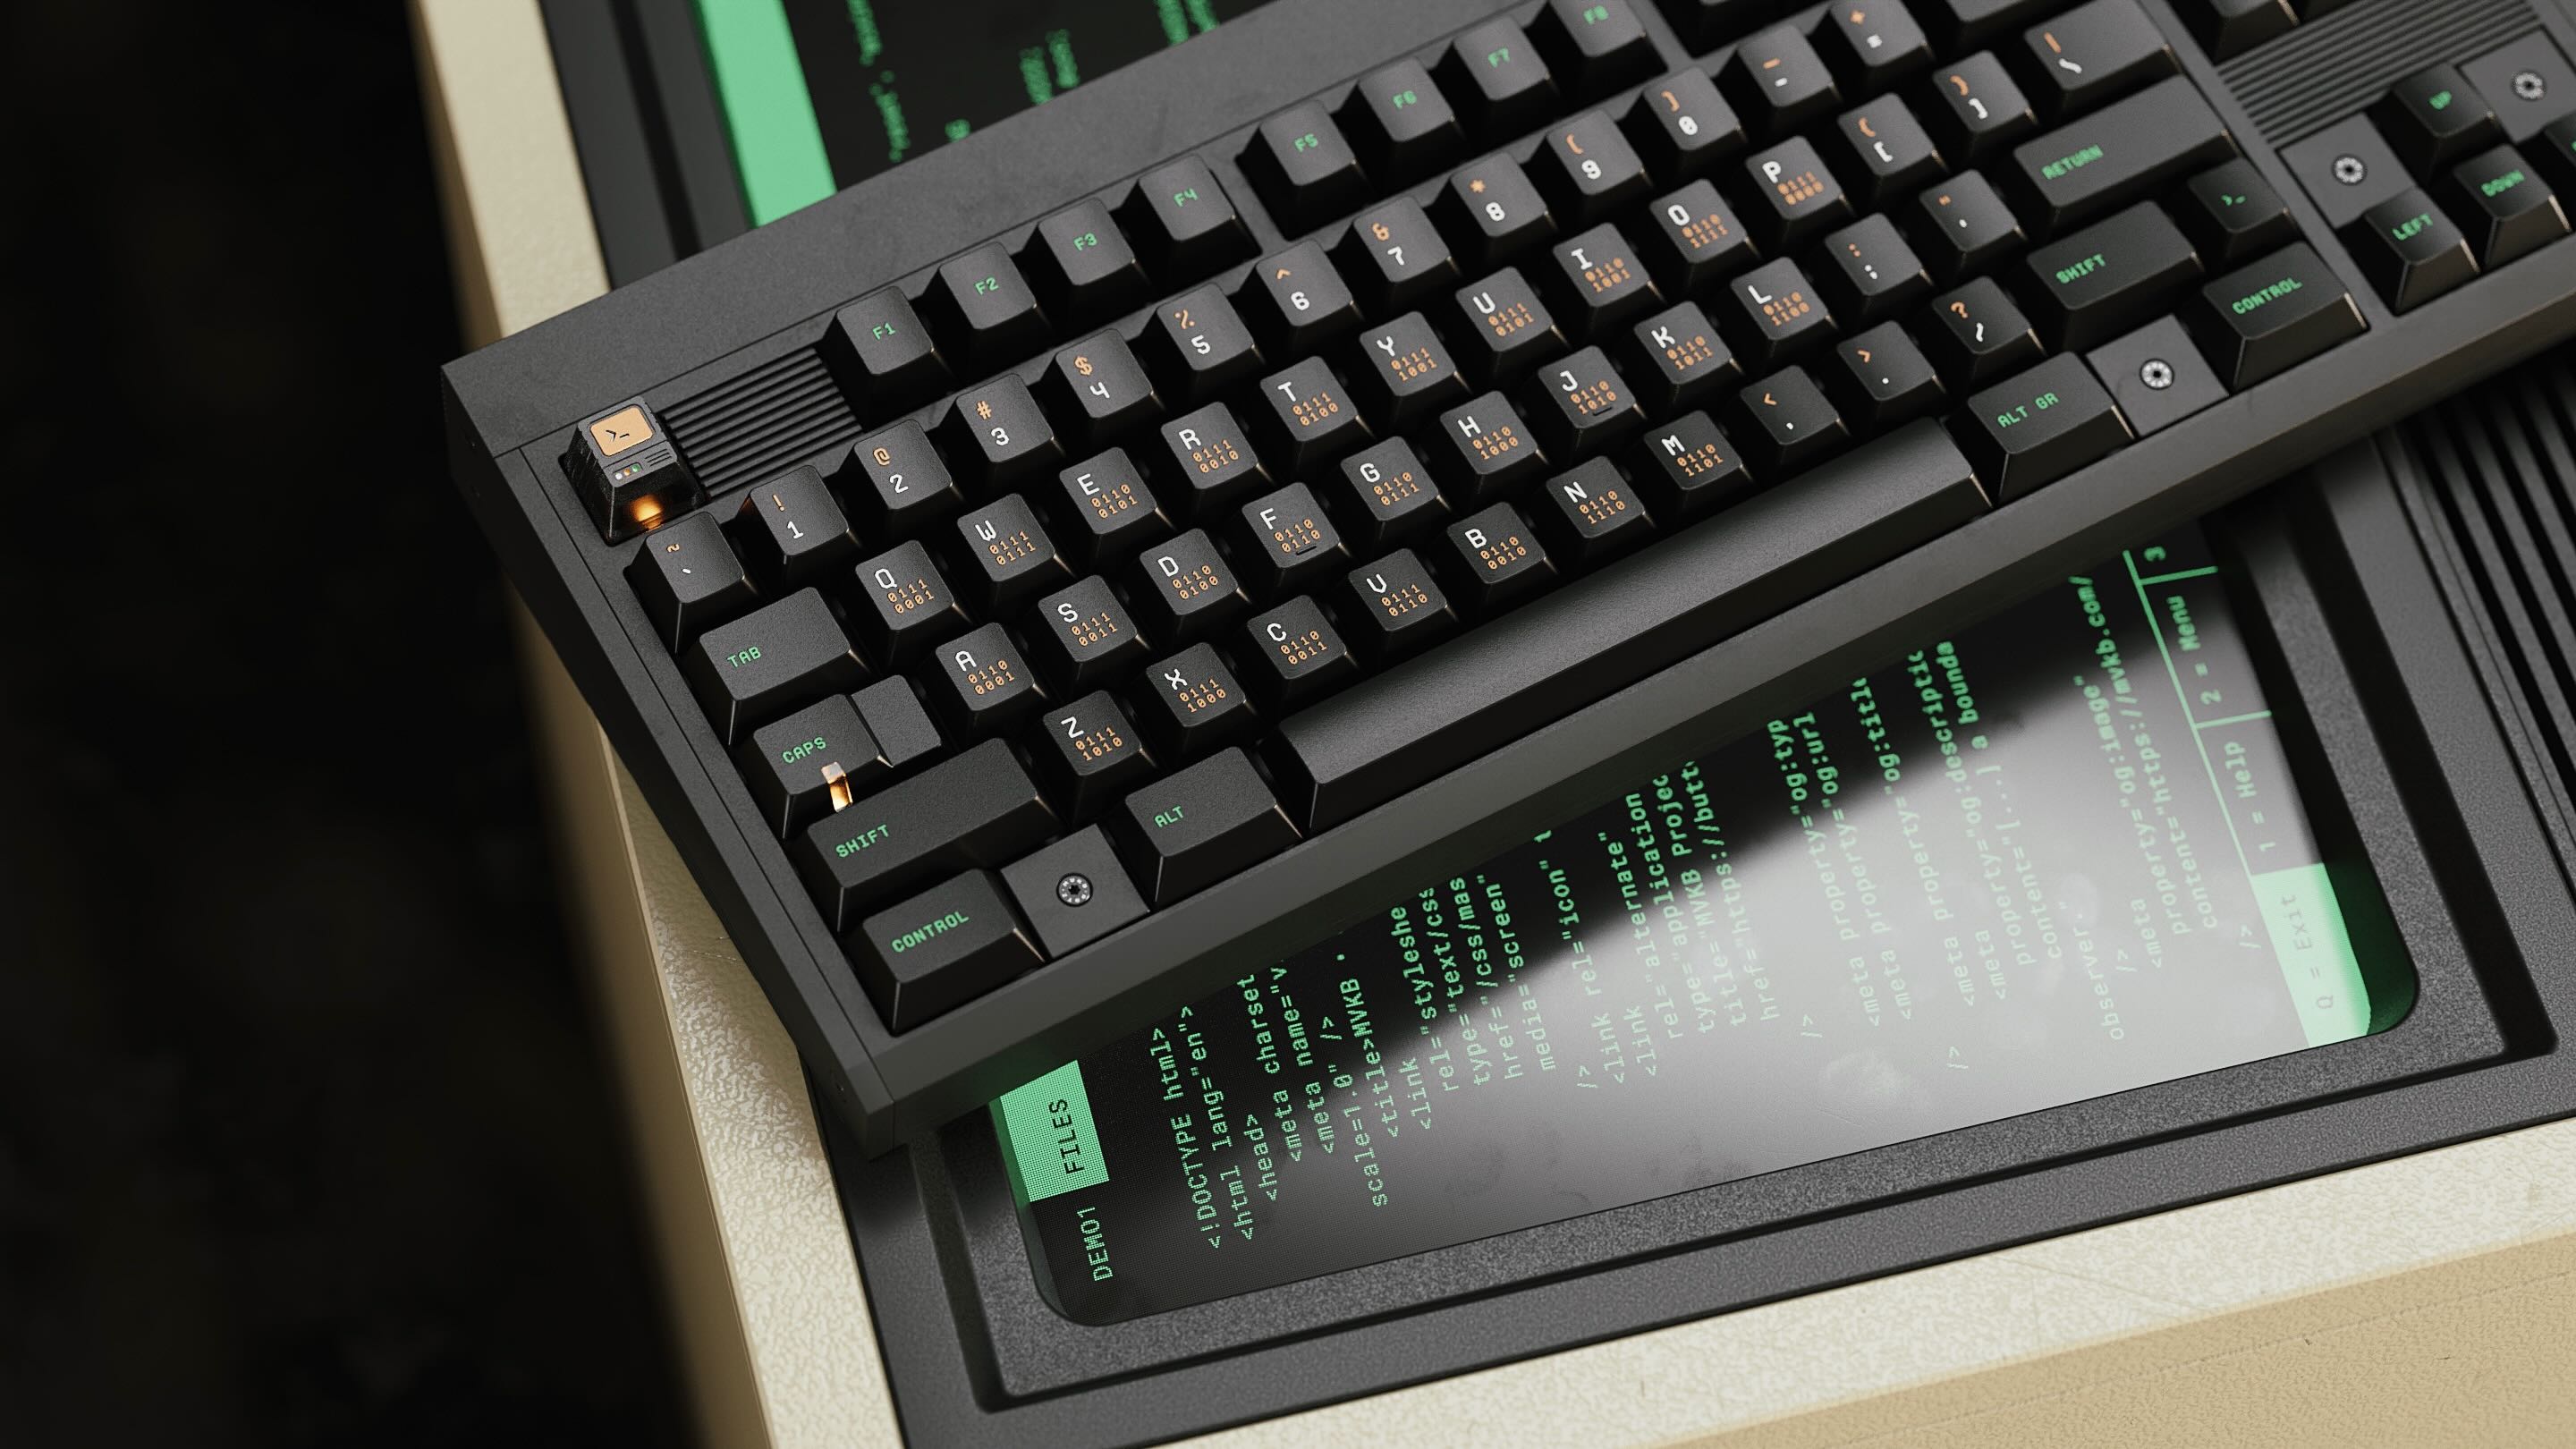 F1 F2 F3 F4 F5 F6 F7 F8
>_
~ ! @ # $ % ^ & * ( ) _ +
` 1 2 3 4 5 6 7 8 9 0 - =
TAB Q W E R T Y U I O P { } |
0111 0111 0110 0111 0111 0111 0111 0110 0110 0111 [ ] \
0001 0111 0101 0010 0100 1001 0101 1001 1111 0000
CAPS A S D F G H J K L : " RETURN
0110 0111 0110 0110 0110 0110 0110 0110 0110 ; '
0001 0011 0100 0110 0111 1000 1010 1011 1100
SHIFT Z X C V B N M < > ? SHIFT >_
0111 0111 0110 0111 0110 0110 0110 , . /
1010 1000 0011 0110 0010 1110 1101
CONTROL ALT ALT GR CONTROL
UP
LEFT DOWN
DEMO1 FILES
<!DOCTYPE html>
<html lang="en">
<head>
<meta charset
<meta name="v
scale=1.0" />
<title>MVKB
<link
rel="styleshe
type="text/css
href="/css/mas
media="screen"
/>
<link rel="icon"
<link
rel="alternate"
type="application
title="MVKB Projec
href="https://butt
/>
<meta property="og:typ
<meta property="og:url
/>
<meta property="og:title
<meta property="og:descriptio
content="[...] a bounda
observer."
/>
<meta
property="og:image"
content="https://mvkb.com/
/>
Q = Exit 1 = Help 2 = Menu 3